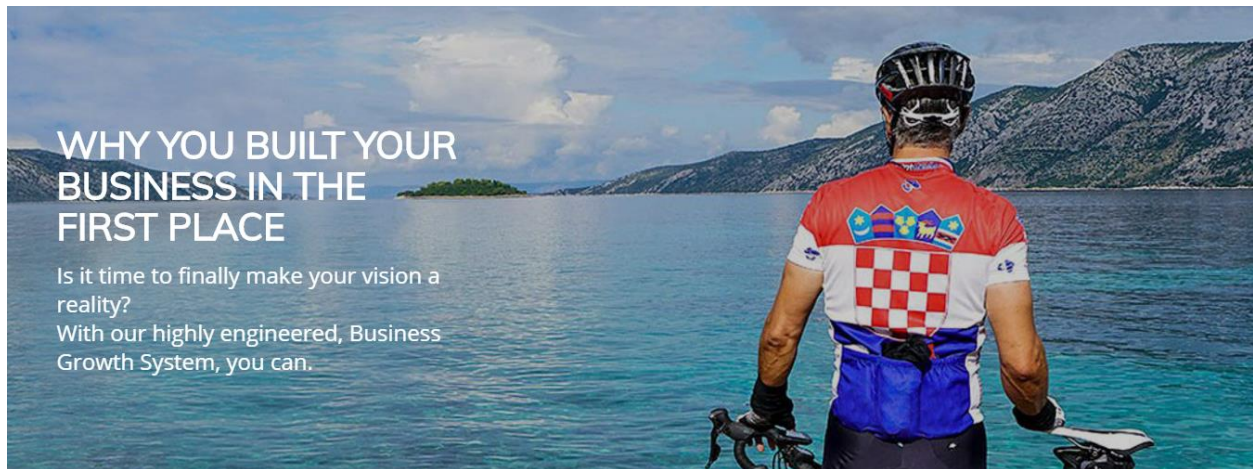 WHY YOU BUILT YOUR
BUSINESS IN THE
FIRST PLACE
Is it time to finally make your vision a
reality?
With our highly engineered, Business
Growth System, you can.